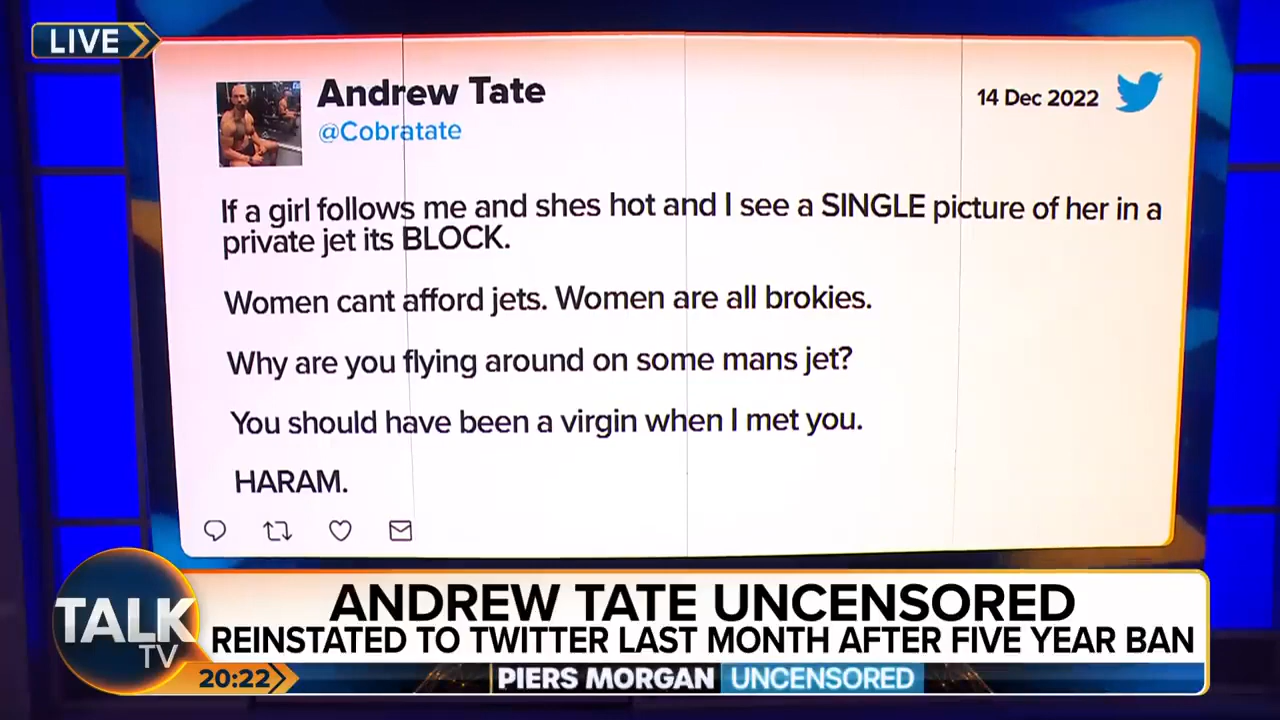 LIVE
Andrew Tate
@Cobratate
14 Dec 2022
If a girl follows me and shes hot and I see a SINGLE picture of her in a
private jet its BLOCK.
Women cant afford jets. Women are all brokies.
Why are you flying around on some mans jet?
You should have been a virgin when I met you.
HARAM.
ANDREW TATE UNCENSORED
REINSTATED TO TWITTER LAST MONTH AFTER FIVE YEAR BAN
TALK
TV
20:22
PIERS MORGAN UNCENSORED